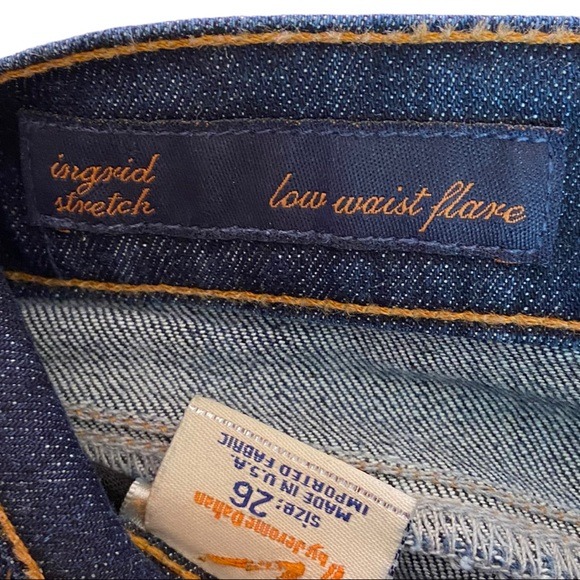 ingrid
stretch
low waist flare
by Jerome Dahan
Size: 26
MADE IN U.S.A
IMPORTED FABRIC